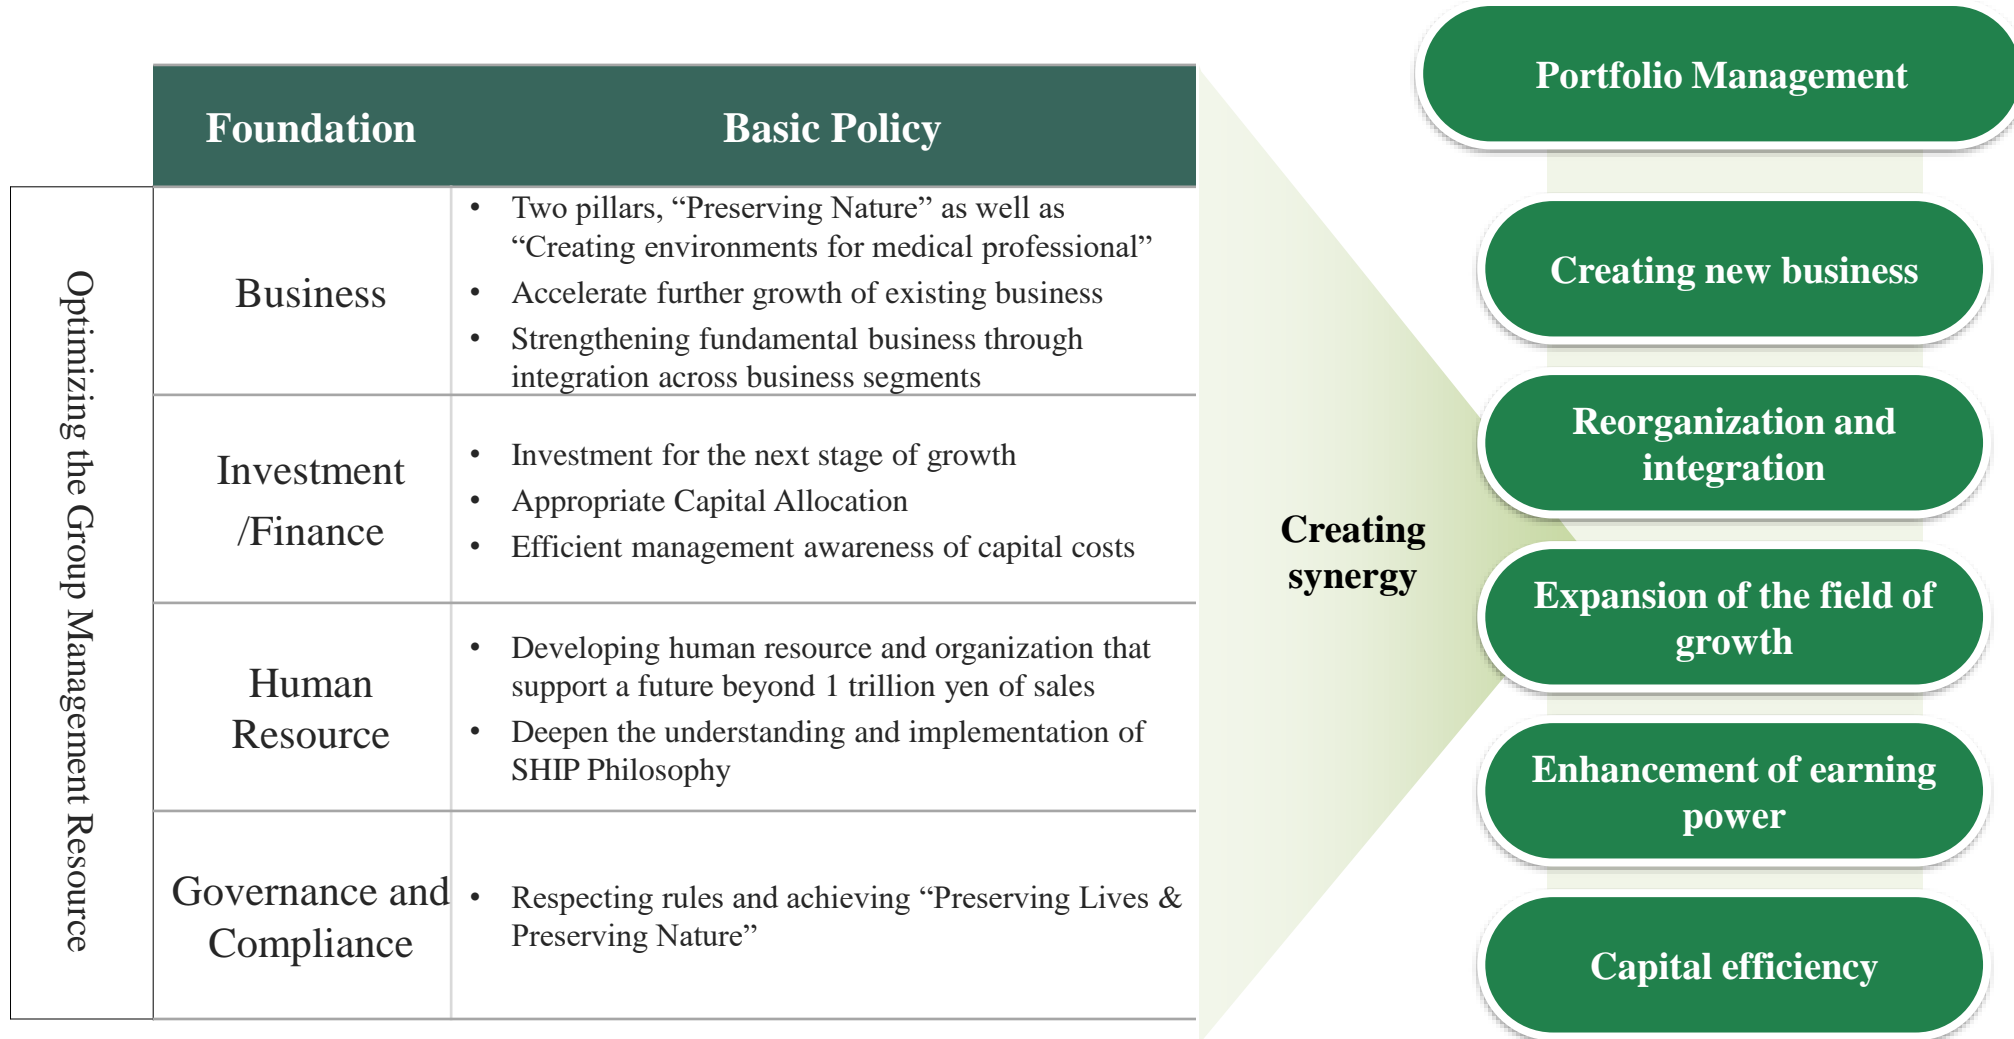 Foundation
Basic Policy
Optimizing the Group Management Resource
Business
• Two pillars, “Preserving Nature” as well as
“Creating environments for medical professional”
• Accelerate further growth of existing business
• Strengthening fundamental business through
integration across business segments
Investment
/Finance
• Investment for the next stage of growth
• Appropriate Capital Allocation
• Efficient management awareness of capital costs
Human
Resource
• Developing human resource and organization that
support a future beyond 1 trillion yen of sales
• Deepen the understanding and implementation of
SHIP Philosophy
Governance and
Compliance
• Respecting rules and achieving “Preserving Lives &
Preserving Nature”
Creating
synergy
Portfolio Management
Creating new business
Reorganization and
integration
Expansion of the field of
growth
Enhancement of earning
power
Capital efficiency